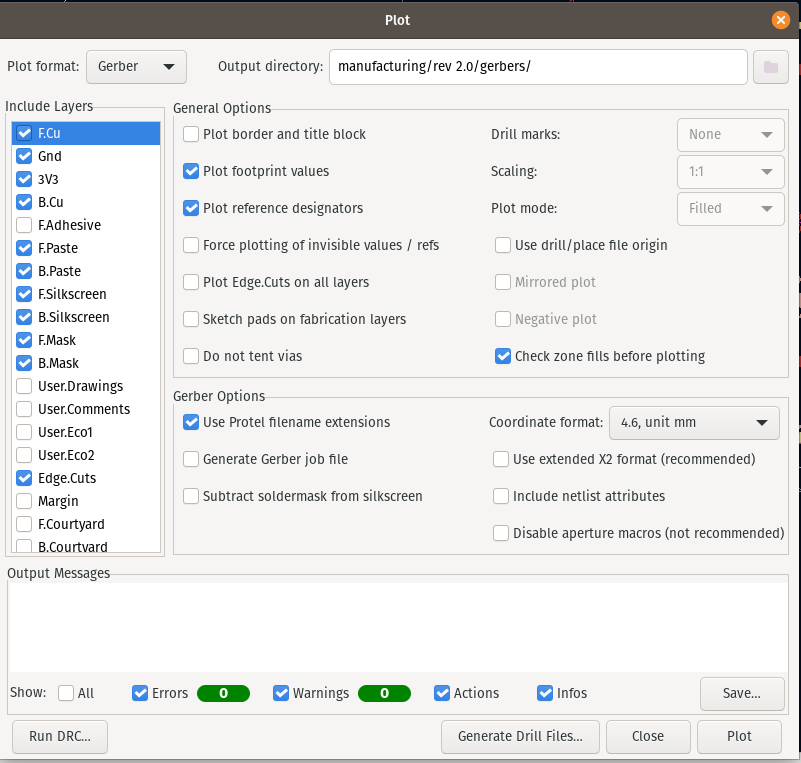 Plot
Plot format: Gerber Output directory: manufacturing/rev 2.0/gerbers/
Include Layers
F.Cu
Gnd
3V3
B.Cu
F.Adhesive
F.Paste
B.Paste
F.Silkscreen
B.Silkscreen
F.Mask
B.Mask
User.Drawings
User.Comments
User.Eco1
User.Eco2
Edge.Cuts
Margin
F.Courtyard
B.Courtyard
General Options
Plot border and title block Drill marks: None
Plot footprint values Scaling: 1:1
Plot reference designators Plot mode: Filled
Force plotting of invisible values / refs Use drill/place file origin
Plot Edge.Cuts on all layers Mirrored plot
Sketch pads on fabrication layers Negative plot
Do not tent vias Check zone fills before plotting
Gerber Options
Use Protel filename extensions Coordinate format: 4.6, unit mm
Generate Gerber job file Use extended X2 format (recommended)
Subtract soldermask from silkscreen Include netlist attributes
Disable aperture macros (not recommended)
Output Messages
Show: All Errors 0 Warnings 0 Actions Infos Save...
Run DRC... Generate Drill Files... Close Plot